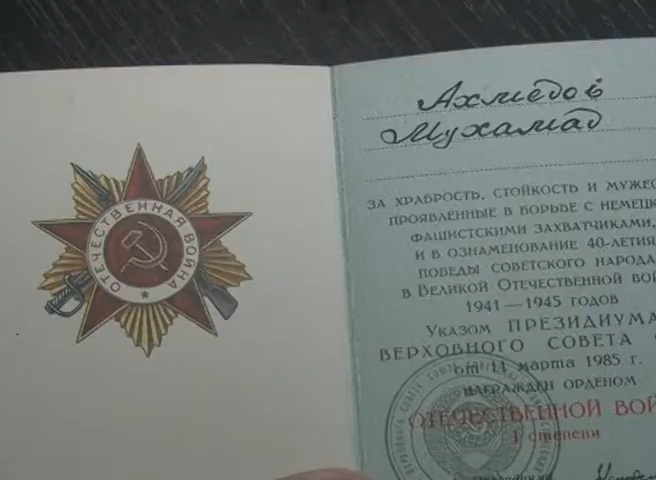 ОТЕЧЕСТВЕННАЯ ВОЙНА
Ахмедов
Мухамад
ЗА ХРАБРОСТЬ, СТОЙКОСТЬ И МУЖЕС
ПРОЯВЛЕННЫЕ В БОРЬБЕ С НЕМЕЦК
ФАШИСТСКИМИ ЗАХВАТЧИКАМИ,
И В ОЗНАМЕНОВАНИЕ 40-ЛЕТИЯ
ПОБЕДЫ СОВЕТСКОГО НАРОДА
В ВЕЛИКОЙ ОТЕЧЕСТВЕННОЙ ВОЙ
1941—1945 ГОДОВ
УКАЗОМ ПРЕЗИДИУМА
ВЕРХОВНОГО СОВЕТА
от 11 марта 1985 г.
НАГРАЖДЕН ОРДЕНОМ
ОТЕЧЕСТВЕННОЙ ВОЙ
I степени